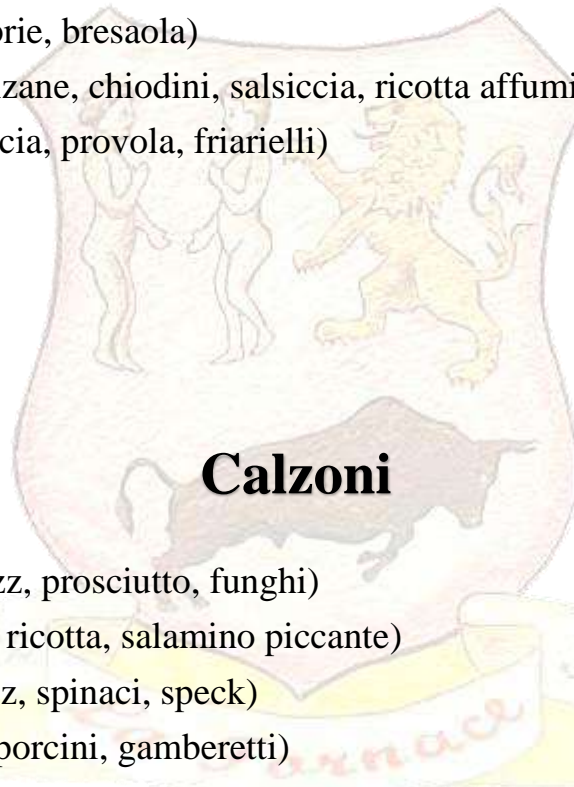 brie, bresaola)
zane, chiodini, salsiccia, ricotta affumi
cia, provola, friarielli)
Calzoni
zz, prosciutto, funghi)
ricotta, salamino piccante)
z, spinaci, speck)
porcini, gamberetti)